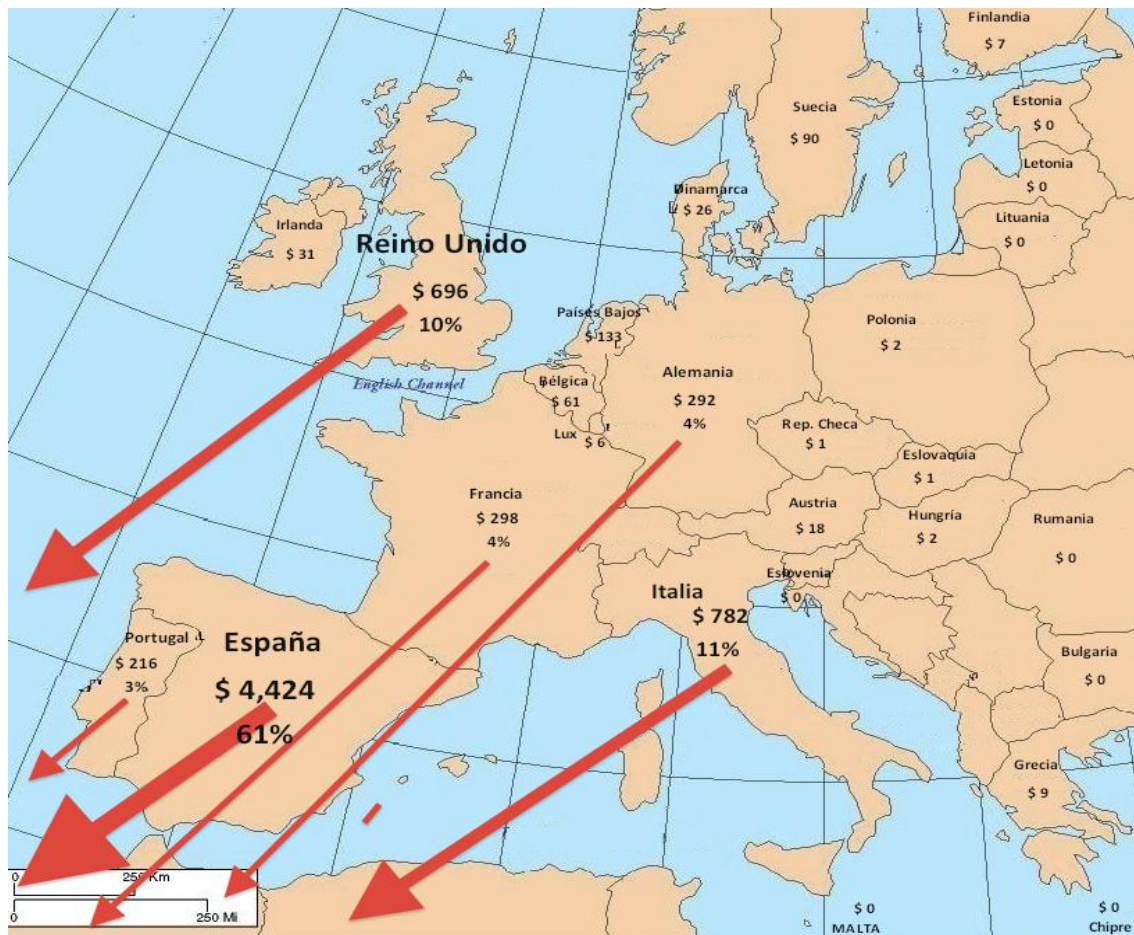 Finlandia
$ 7
Suecia
$ 90
Estonia
$ 0
Letonia
$ 0
Lituania
$ 0
Dinamarca
$ 26
Irlanda
$ 31
Reino Unido
$ 696
10%
Países Bajos
$ 133
Polonia
$ 2
English Channel
Bélgica
$ 61
Lux
$ 6
Alemania
$ 292
4%
Rep. Checa
$ 1
Eslovaquia
$ 1
Francia
$ 298
4%
Austria
$ 18
Hungría
$ 2
Rumania
$ 0
Eslovenia
$ 0
Italia
$ 782
11%
Portugal
$ 216
3%
España
$ 4,424
61%
Bulgaria
$ 0
Grecia
$ 9
0 250 Km
0 250 Mi
$ 0
MALTA
$ 0
Chipre